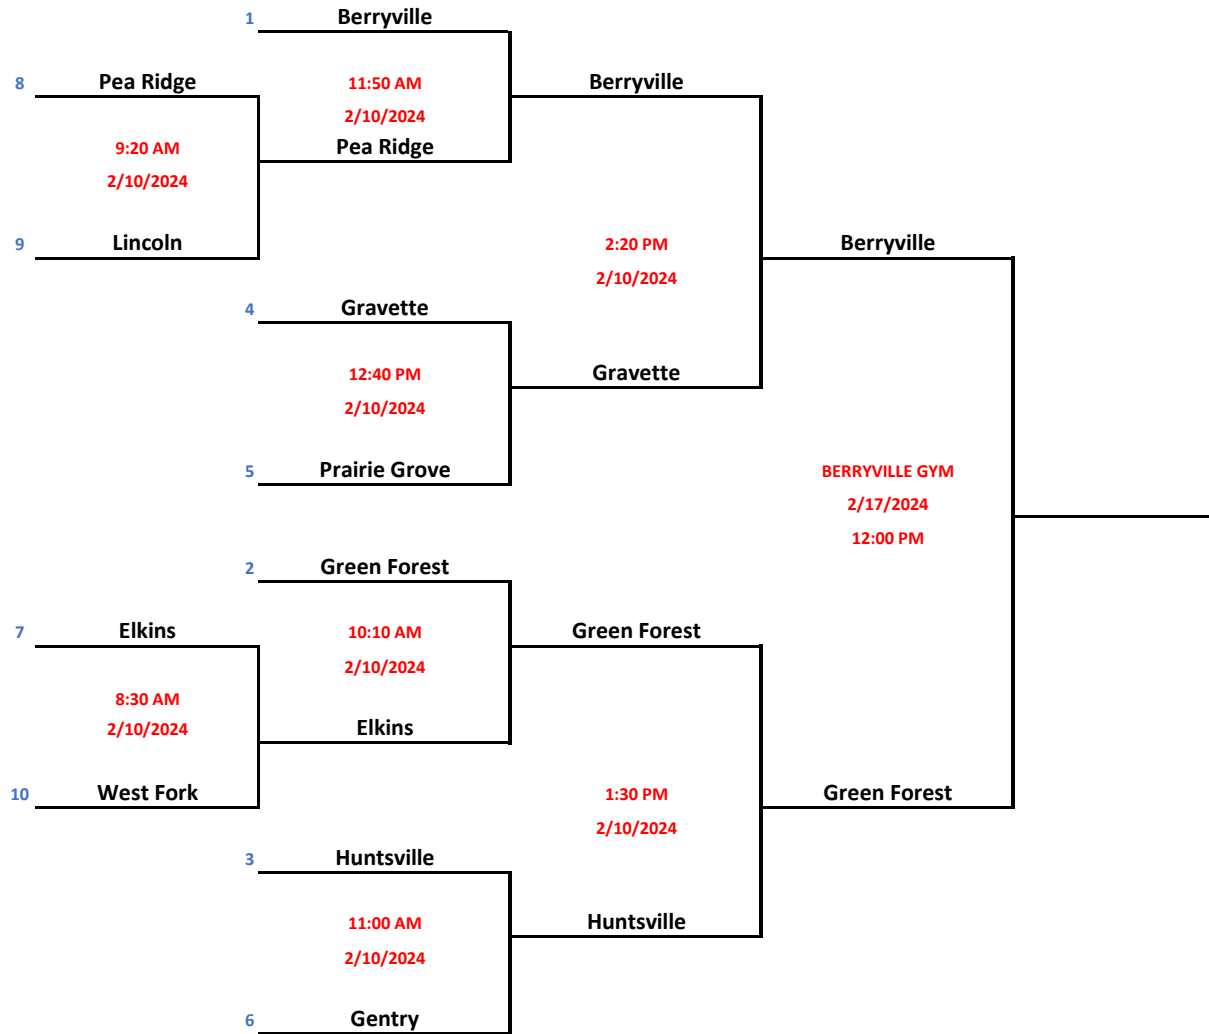 1 Berryville
8 Pea Ridge 11:50 AM Berryville
2/10/2024
9:20 AM Pea Ridge
2/10/2024
9 Lincoln 2:20 PM Berryville
2/10/2024
4 Gravette
12:40 PM Gravette
2/10/2024
5 Prairie Grove BERRYVILLE GYM
2/17/2024
12:00 PM
2 Green Forest
7 Elkins 10:10 AM Green Forest
2/10/2024
8:30 AM
2/10/2024 Elkins
10 West Fork 1:30 PM Green Forest
2/10/2024
3 Huntsville
11:00 AM Huntsville
2/10/2024
6 Gentry